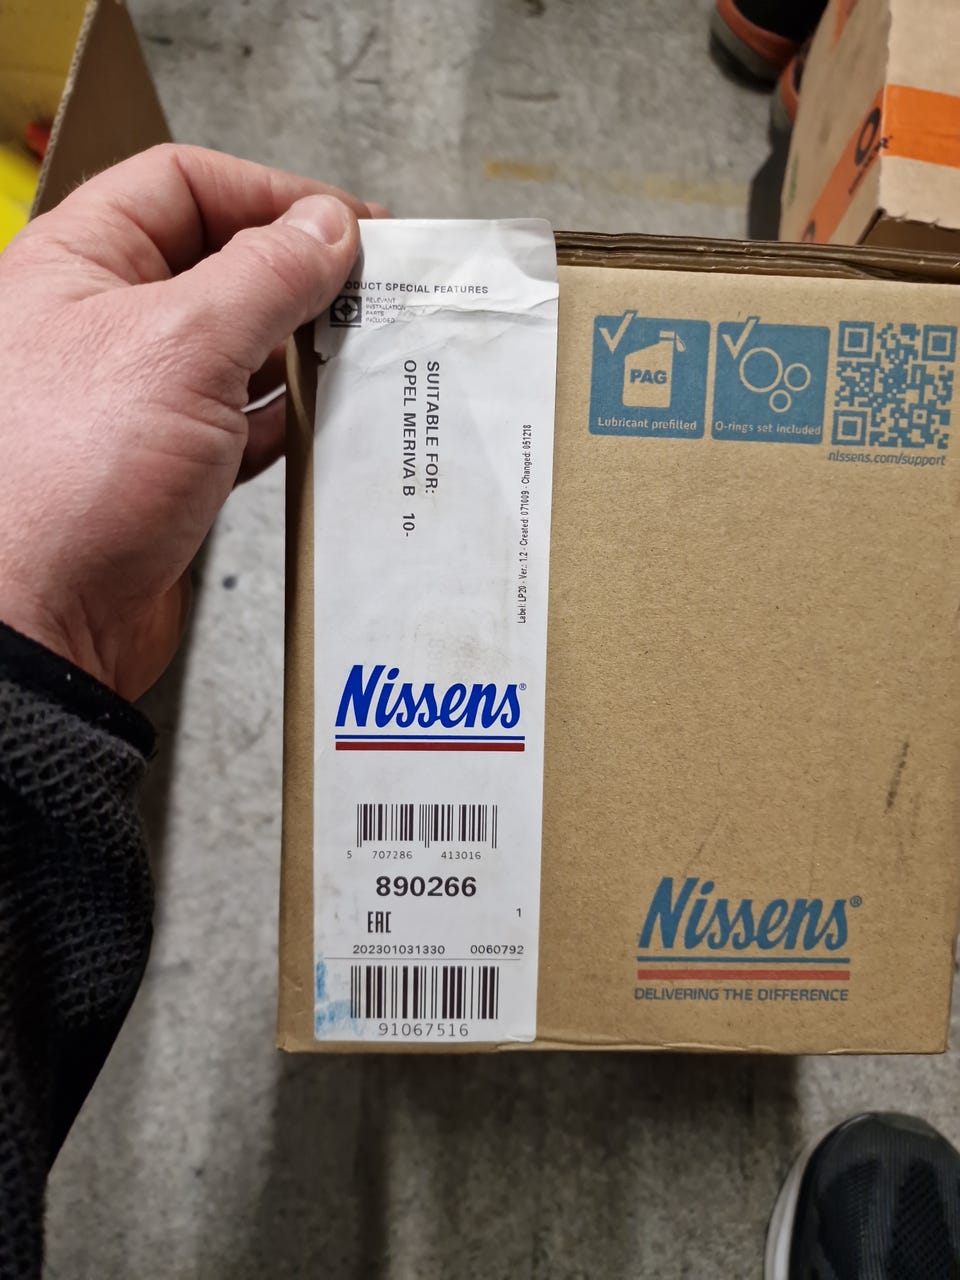 ODUCT SPECIAL FEATURES
RELEVANT
INSTALLATION
PARTS
INCLUDED
SUITABLE FOR:
OPEL MERIVA B 10-
Label: LP20 - Ver.: 1.2 - Created: 071009 - Changed: 051218
Nissens®
5 707286 413016
890266
EAC
1
202301031330 0060792
91067516
PAG
Lubricant prefilled
O-rings set included
nissens.com/support
Nissens®
DELIVERING THE DIFFERENCE